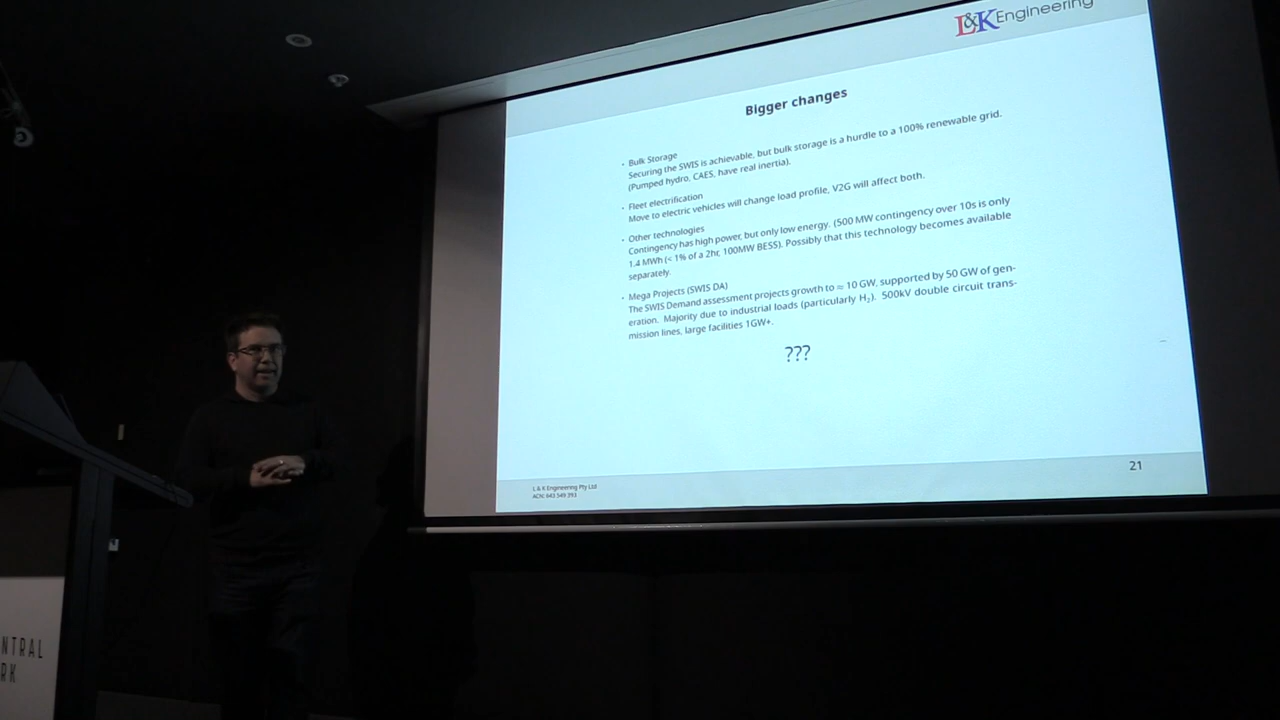 L&K Engineering
Bigger changes
• Bulk Storage
Securing the SWIS is achievable, but bulk storage is a hurdle to a 100% renewable grid.
(Pumped hydro, CAES, have real inertia).
• Fleet electrification
Move to electric vehicles will change load profile, V2G will affect both.
• Other technologies
Contingency has high power, but only low energy. (500 MW contingency over 10s is only
1.4 MWh (< 1% of a 2hr, 100MW BESS). Possibly that this technology becomes available
separately.
• Mega Projects (SWIS DA)
The SWIS Demand assessment projects growth to ≈ 10 GW, supported by 50 GW of gen-
eration. Majority due to industrial loads (particularly H₂). 500kV double circuit trans-
mission lines, large facilities 1GW+.
???
21
L & K Engineering Pty Ltd
ACN: 643 549 393
NTRAL
RK